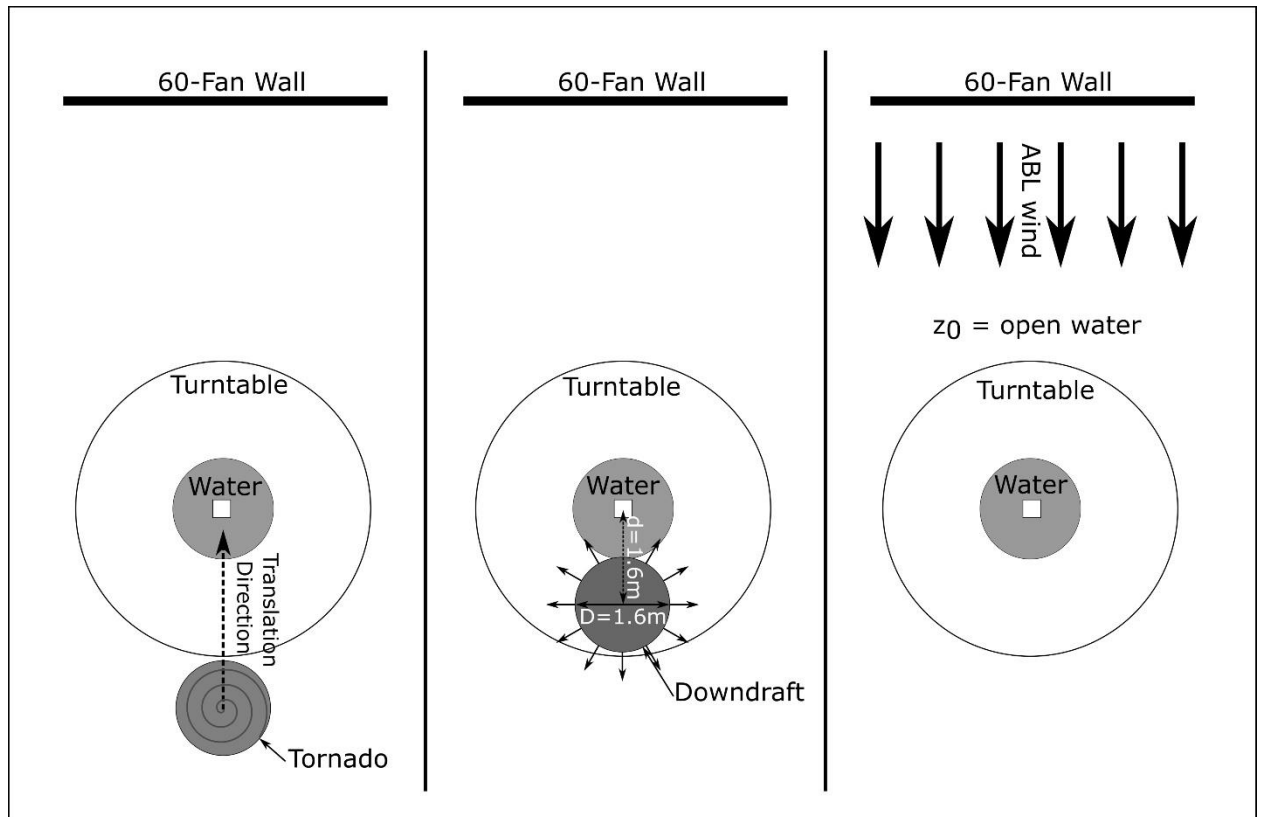 60-Fan Wall
Turntable
Water
Translation
Direction
Tornado
60-Fan Wall
Turntable
Water
d=1.6m
D=1.6m
Downdraft
60-Fan Wall
ABL wind
z0 = open water
Turntable
Water